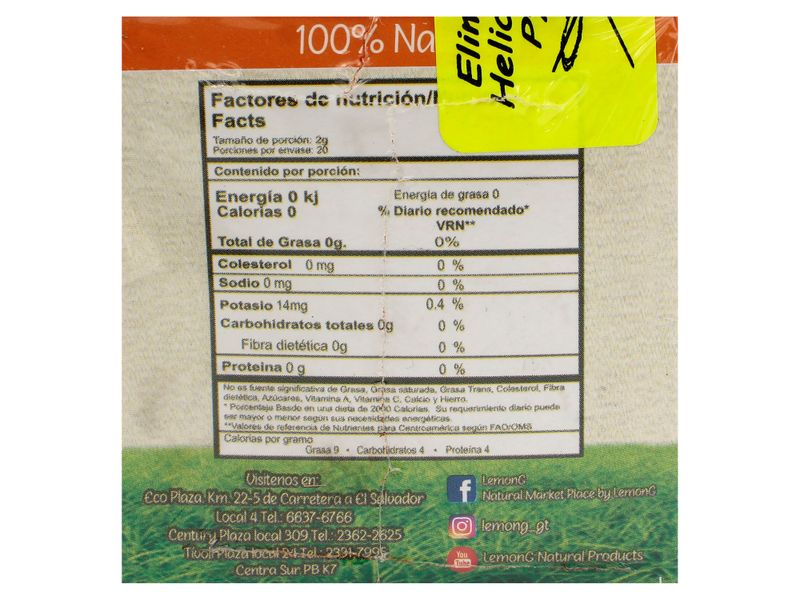 100% Na
Elin
Helic
P
Factores de nutrición/
Facts
Tamaño de porción: 2g
Porciones por envase: 20
Contenido por porción:
Energía 0 kj Energía de grasa 0
Calorías 0 % Diario recomendado*
VRN**
Total de Grasa 0g. 0%
Colesterol 0 mg 0 %
Sodio 0 mg 0 %
Potasio 14mg 0.4 %
Carbohidratos totales 0g 0 %
Fibra dietética 0g 0 %
Proteina 0 g 0 %
No es fuente significativa de Grasa, Grasa saturada, Grasa Trans, Colesterol, Fibra
dietética, Azúcares, Vitamina A, Vitamina C, Calcio y Hierro.
* Porcentaje Basdo en una dieta de 2000 Calorías. Su requerimiento diario puede
ser mayor o menor según sus necesidades energéticas.
**Valores de referencia de Nutrientes para Centroamérica según FAO/OMS
Calorías por gramo
Grasa 9 • Carbohidratos 4 • Proteína 4
Visítenos en:
Eco Plaza, Km. 22-5 de Carretera a El Salvador
Local 4 Tel.: 6637-6766
Century Plaza local 309, Tel.: 2362-2625
Tívoli Plaza local 24 Tel.: 2391-7995
Centra Sur PB K7
LemonG
Natural Market Place by LemonG
lemong_gt
You Tube LemonG Natural Products